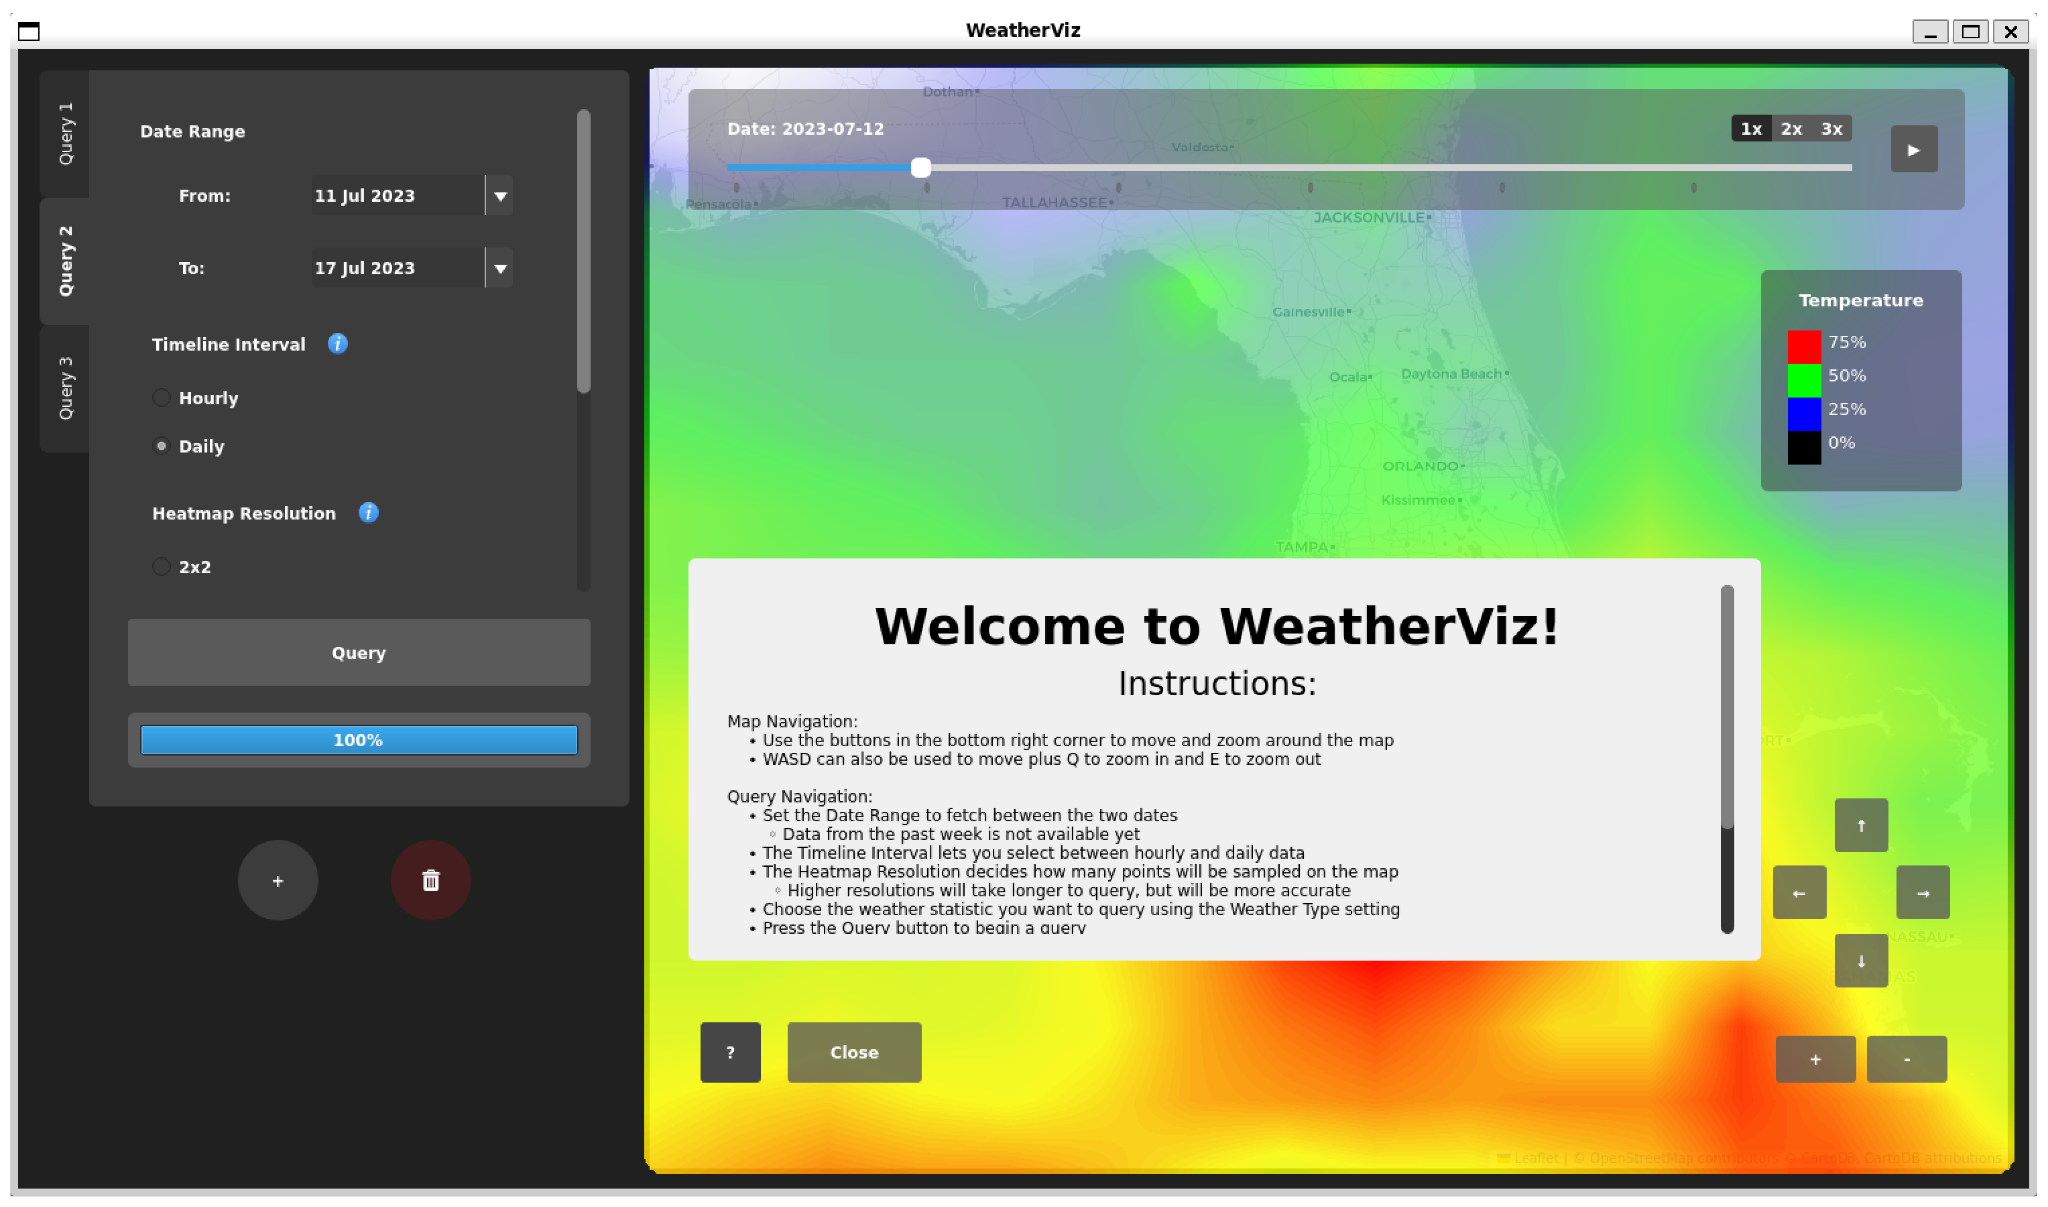 WeatherViz
Query 1
Query 2
Query 3
Date Range
From: 11 Jul 2023
To: 17 Jul 2023
Timeline Interval
Hourly
Daily
Heatmap Resolution
2x2
Query
100%
+
Dothan
Date: 2023-07-12
1x 2x 3x
Valdosta
Pensacola
TALLAHASSEE
JACKSONVILLE
Gainesville
Ocala
Daytona Beach
ORLANDO
Kissimmee
TAMPA
Temperature
75%
50%
25%
0%
Welcome to WeatherViz!
Instructions:
Map Navigation:
• Use the buttons in the bottom right corner to move and zoom around the map
• WASD can also be used to move plus Q to zoom in and E to zoom out
Query Navigation:
• Set the Date Range to fetch between the two dates
◦ Data from the past week is not available yet
• The Timeline Interval lets you select between hourly and daily data
• The Heatmap Resolution decides how many points will be sampled on the map
◦ Higher resolutions will take longer to query, but will be more accurate
• Choose the weather statistic you want to query using the Weather Type setting
• Press the Query button to begin a query
↑
← →
↓
NASSAU
? Close
+ -
Leaflet | © OpenStreetMap contributors © CartoDB, CartoDB attributions